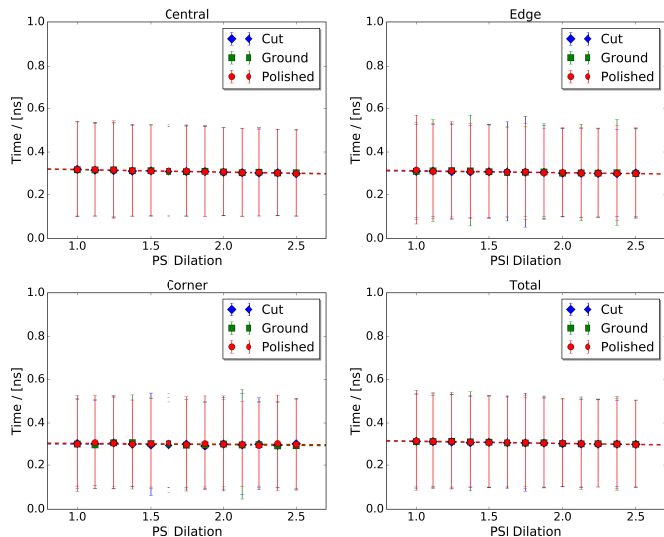 Central
Time / [ns]
1.0
0.8
0.6
0.4
0.2
0.0
Cut
Ground
Polished
1.0 1.5 2.0 2.5
PS Dilation
Edge
Time / [ns]
1.0
0.8
0.6
0.4
0.2
0.0
Cut
Ground
Polished
1.0 1.5 2.0 2.5
PSI Dilation
Corner
Time / [ns]
1.0
0.8
0.6
0.4
0.2
0.0
Cut
Ground
Polished
1.0 1.5 2.0 2.5
PS Dilation
Total
Time / [ns]
1.0
0.8
0.6
0.4
0.2
0.0
Cut
Ground
Polished
1.0 1.5 2.0 2.5
PSI Dilation